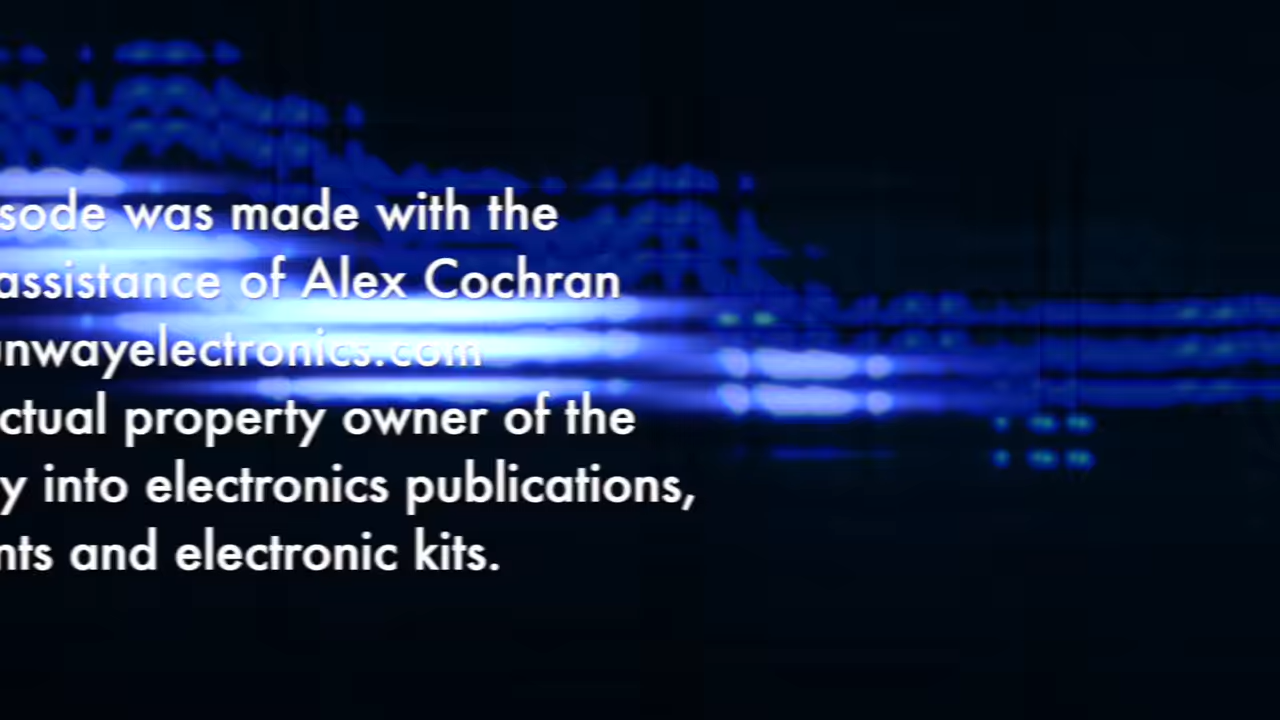 sode was made with the
assistance of Alex Cochran
unwayelectronics.com
ctual property owner of the
y into electronics publications,
nts and electronic kits.